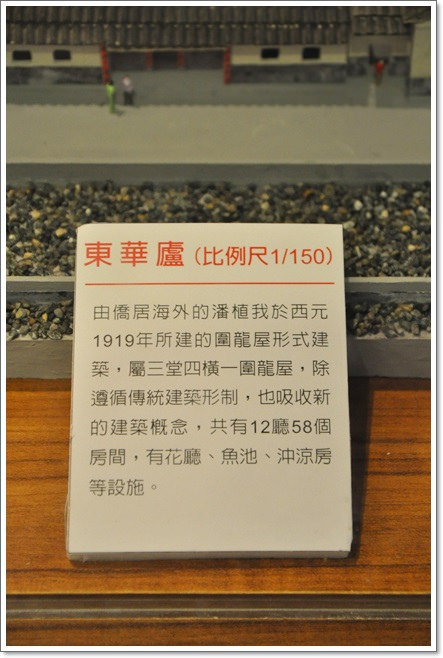 東華廬（比例尺1/150）
由僑居海外的潘植我於西元
1919年所建的圍龍屋形式建
築，屬三堂四橫一圍龍屋，除
遵循傳統建築形制，也吸收新
的建築概念，共有12廳58個
房間，有花廳、魚池、沖涼房
等設施。